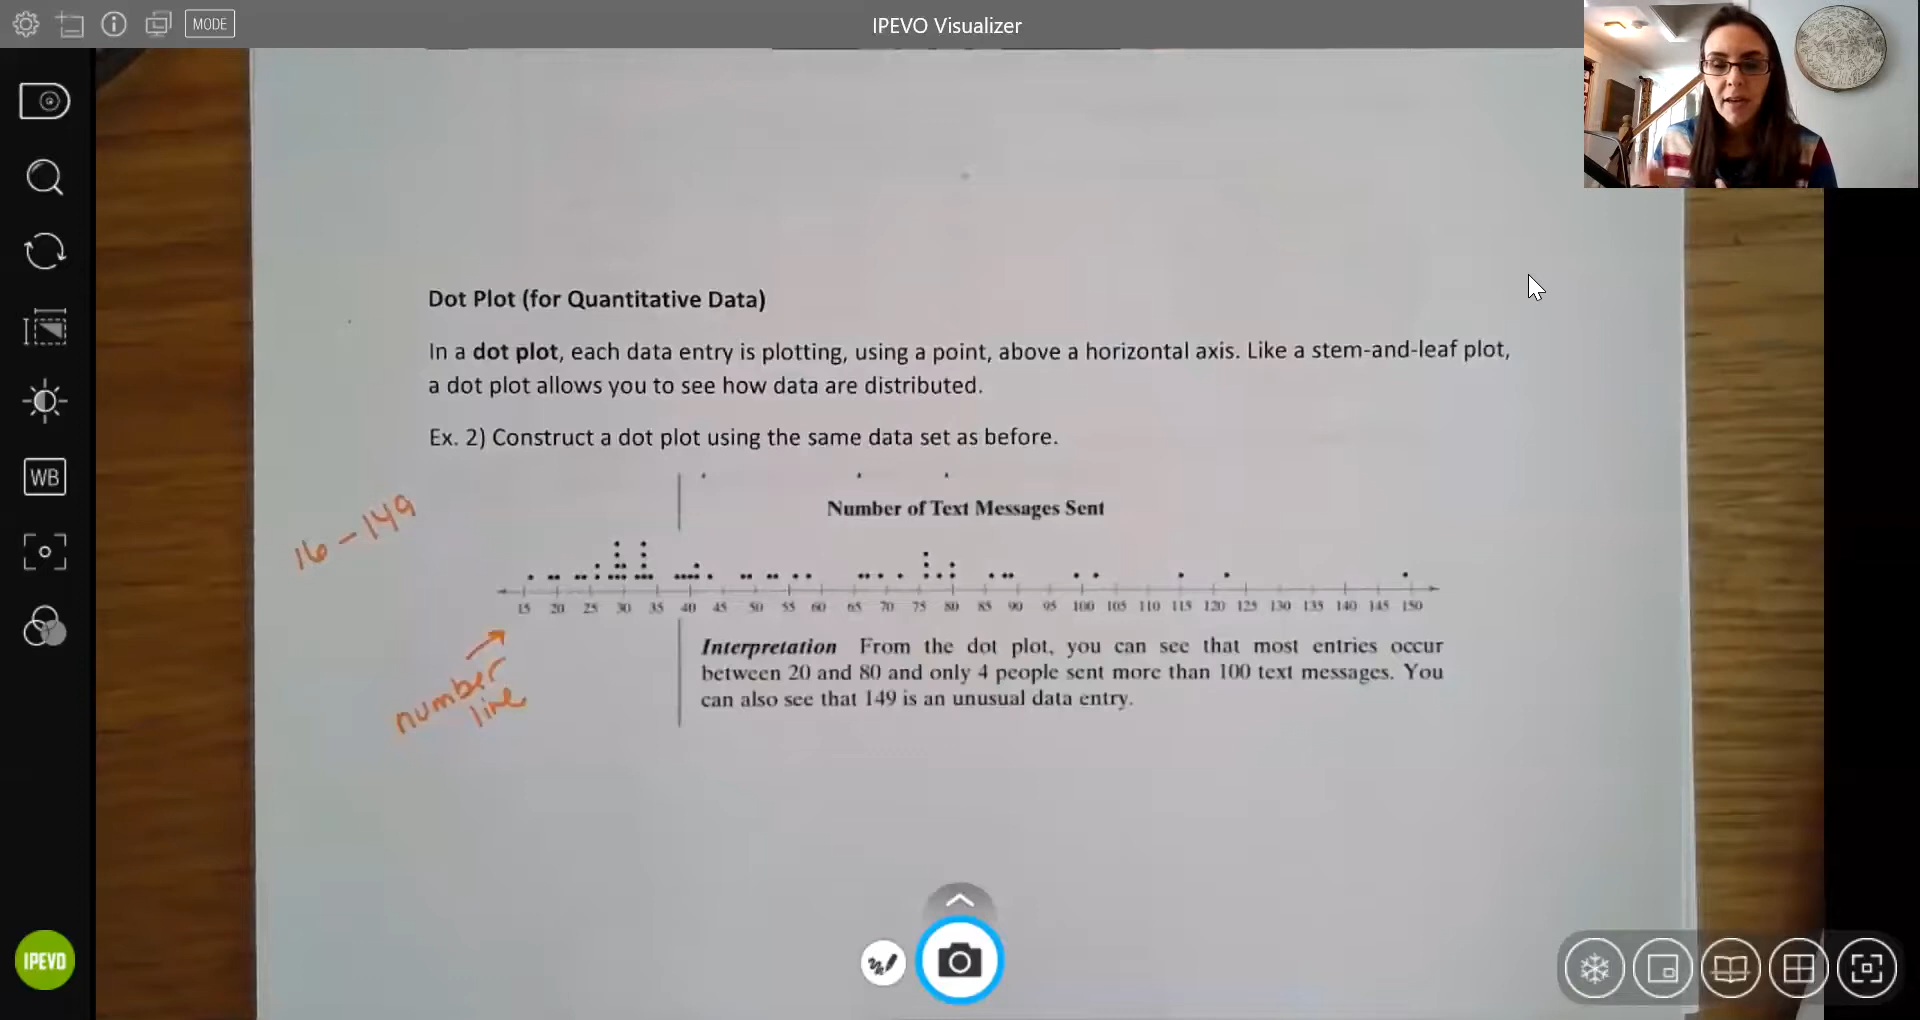 IPEVO Visualizer
MODE
WB
IPEVO
Dot Plot (for Quantitative Data)
In a dot plot, each data entry is plotting, using a point, above a horizontal axis. Like a stem-and-leaf plot,
a dot plot allows you to see how data are distributed.
Ex. 2) Construct a dot plot using the same data set as before.
16-149
Number of Text Messages Sent
15 20 25 30 35 40 45 50 55 60 65 70 75 80 85 90 95 100 105 110 115 120 125 130 135 140 145 150
number
line
Interpretation From the dot plot, you can see that most entries occur
between 20 and 80 and only 4 people sent more than 100 text messages. You
can also see that 149 is an unusual data entry.